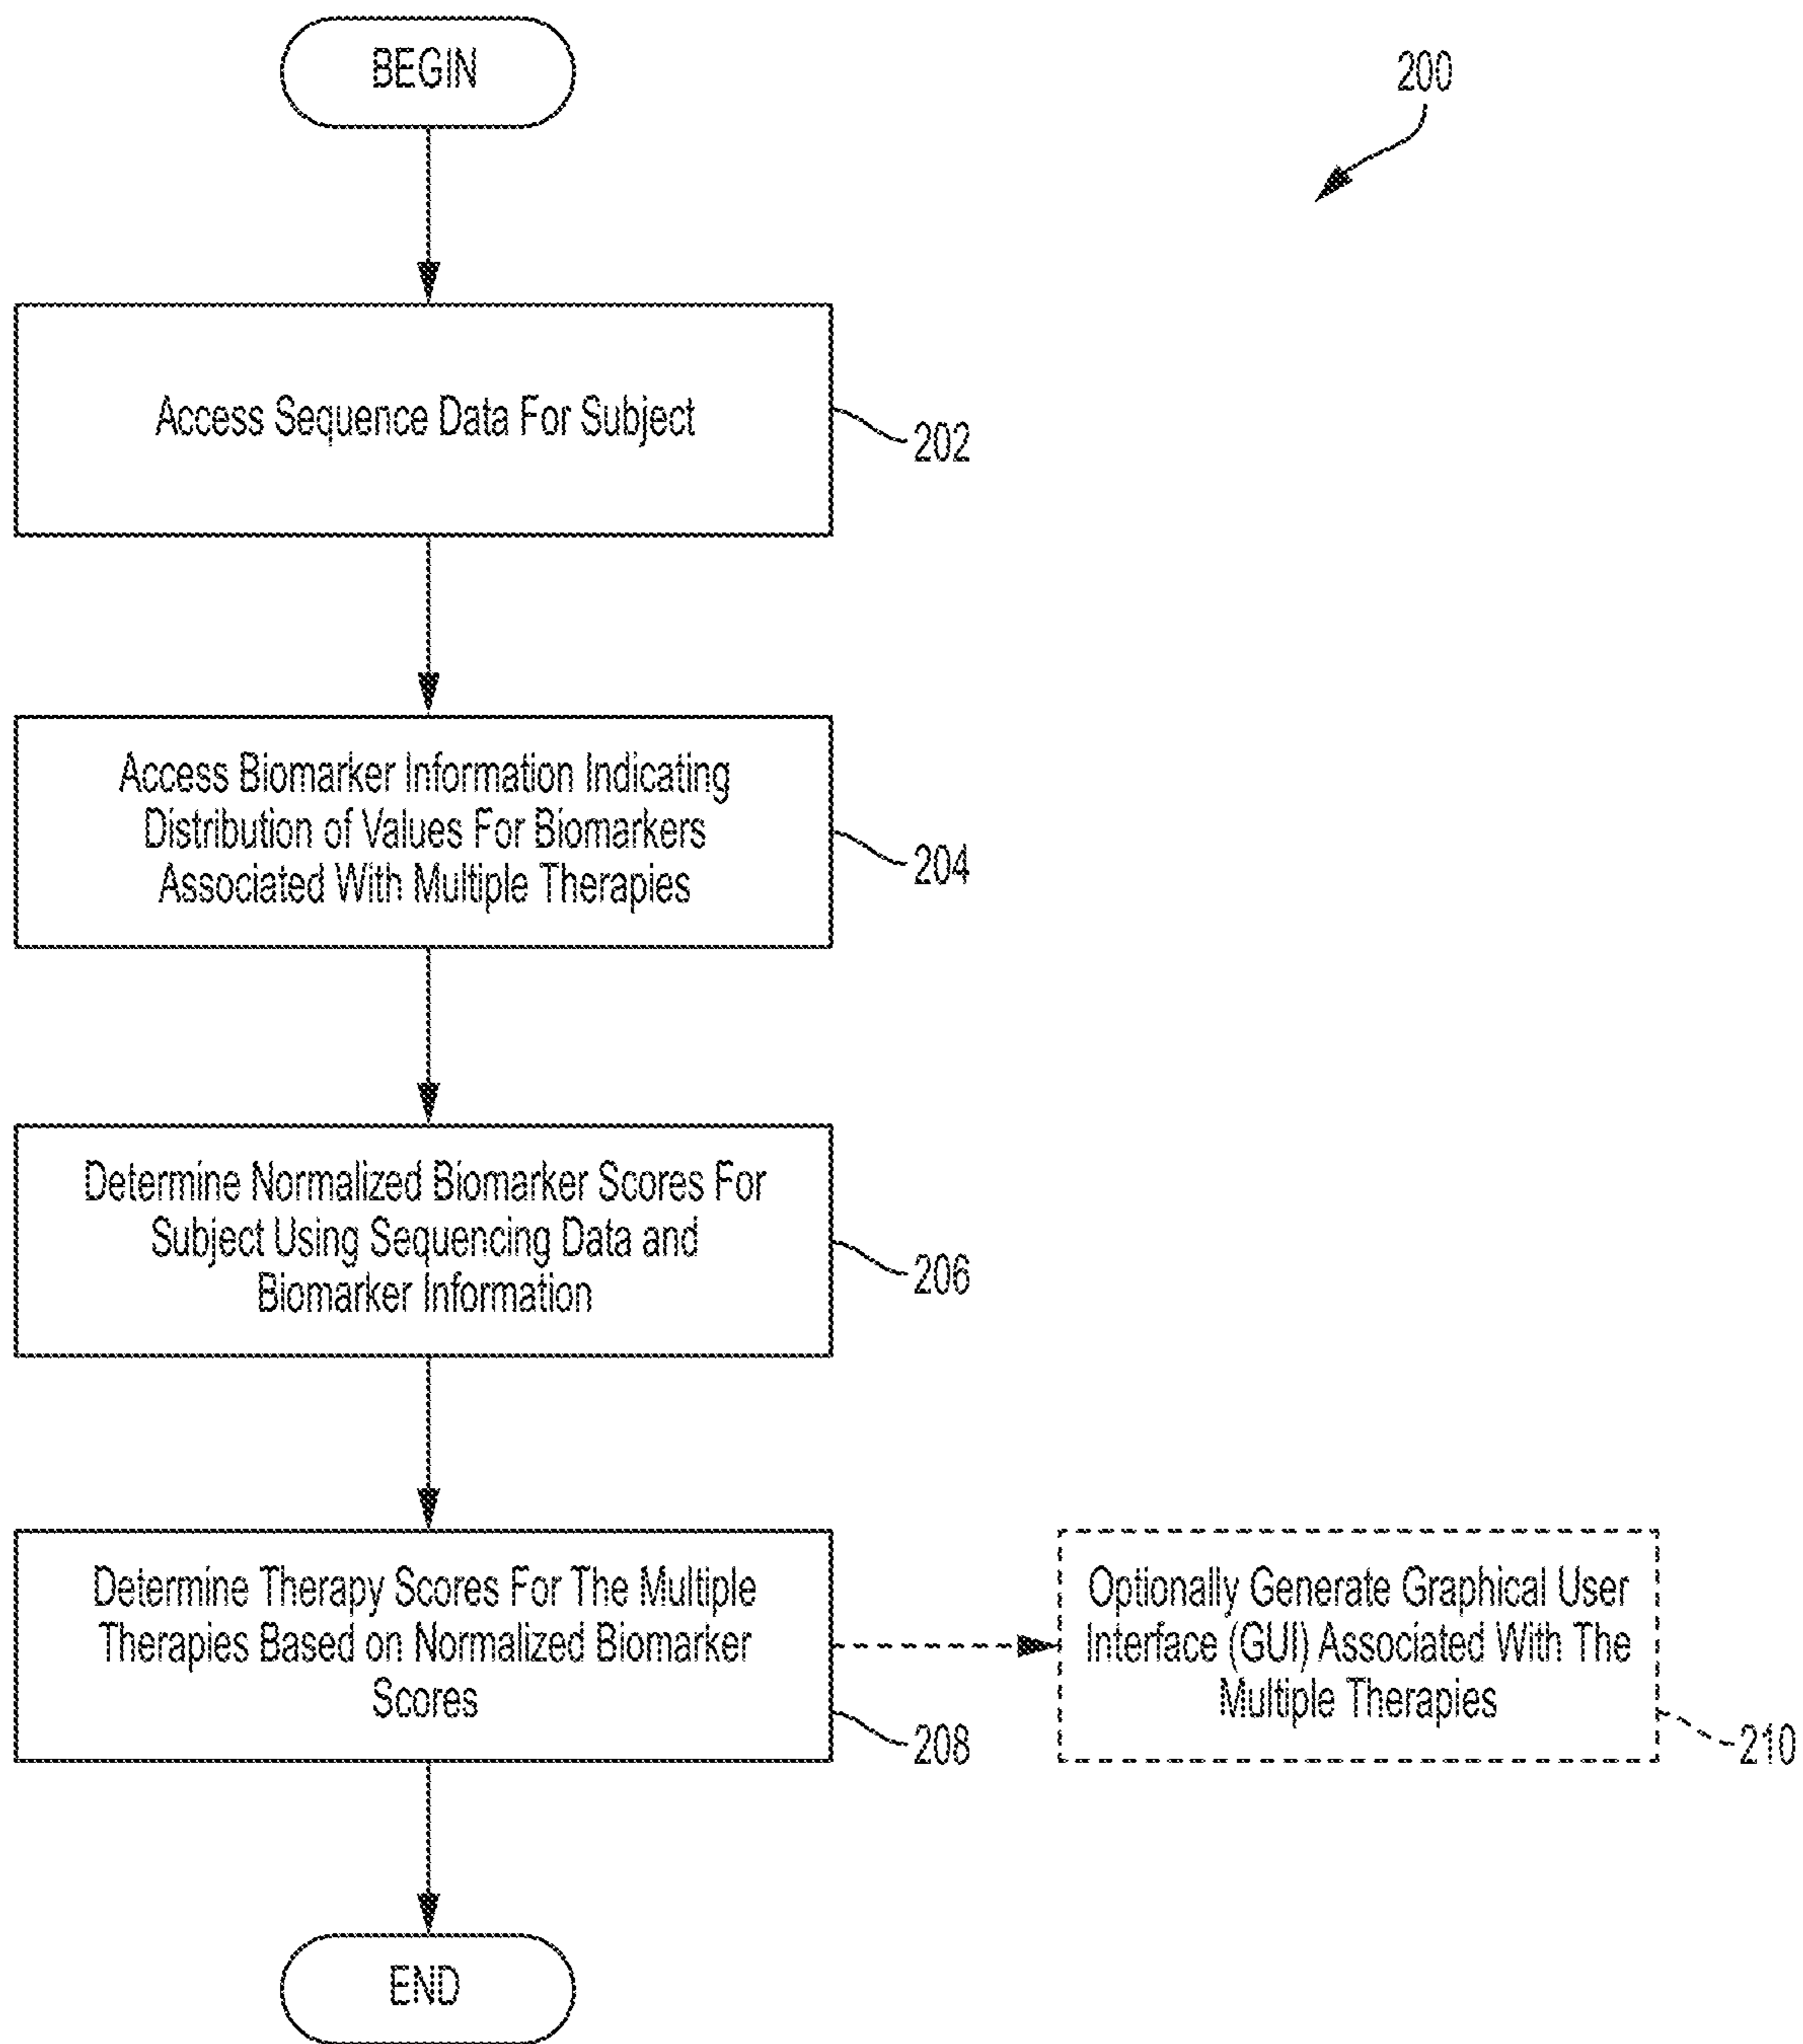 BEGIN
200
Access Sequence Data For Subject
202
Access Biomarker Information Indicating
Distribution of Values For Biomarkers
Associated With Multiple Therapies
204
Determine Normalized Biomarker Scores For
Subject Using Sequencing Data and
Biomarker Information
206
Determine Therapy Scores For The Multiple
Therapies Based on Normalized Biomarker
Scores
208
Optionally Generate Graphical User
Interface (GUI) Associated With The
Multiple Therapies
210
END